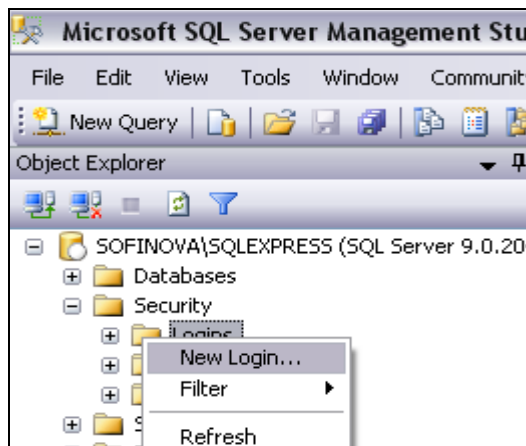 Microsoft SQL Server Management Stu
File Edit View Tools Window Communit
New Query
Object Explorer
SOFINOVA\SQLEXPRESS (SQL Server 9.0.20
Databases
Security
Logins
New Login...
Filter
Refresh